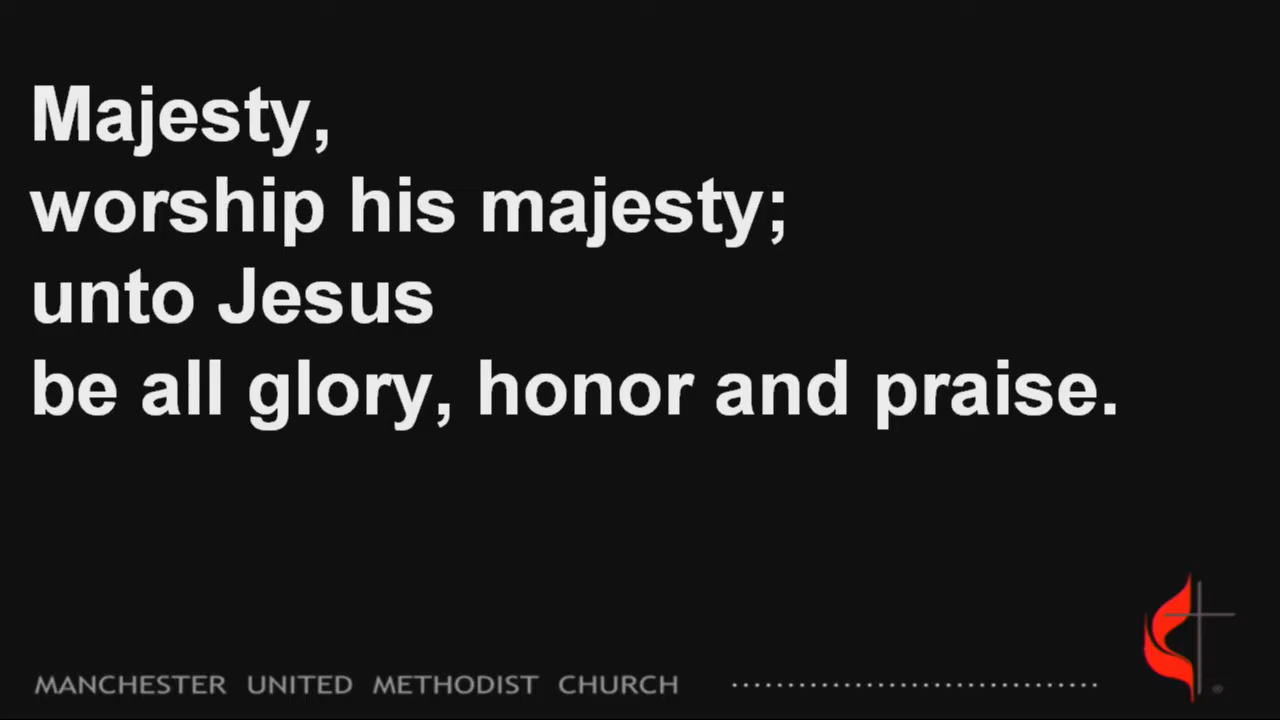 Majesty,
worship his majesty;
unto Jesus
be all glory, honor and praise.
MANCHESTER UNITED METHODIST CHURCH
®